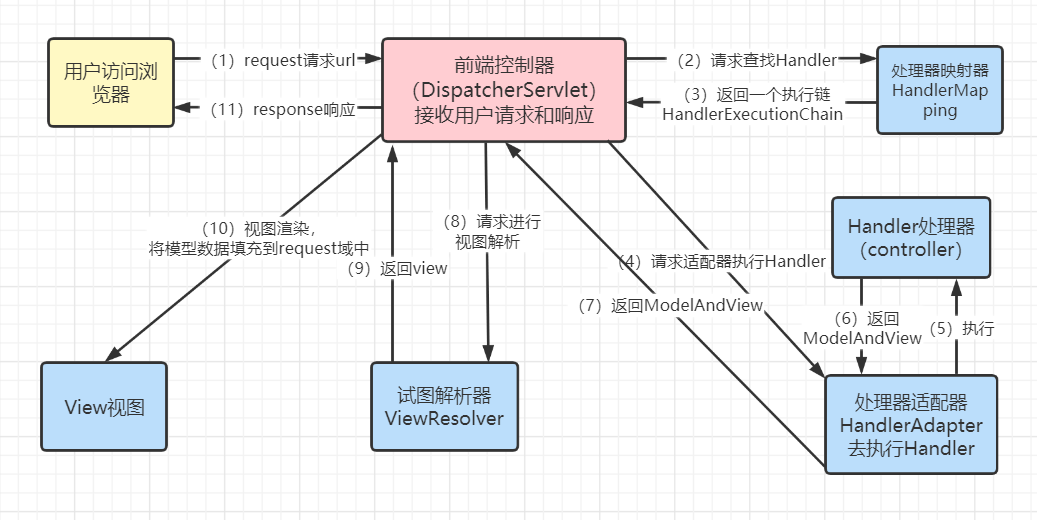 用户访问浏
览器
（1）request请求url
（11）response响应
前端控制器
（DispatcherServlet）
接收用户请求和响应
（2）请求查找Handler
（3）返回一个执行链
HandlerExecutionChain
处理器映射器
HandlerMap
ping
（10）视图渲染，
将模型数据填充到request域中
（9）返回view
（8）请求进行
视图解析
（4）请求适配器执行Handler
（7）返回ModelAndView
Handler处理器
（controller）
（6）返回
ModelAndView
（5）执行
View视图
试图解析器
ViewResolver
处理器适配器
HandlerAdapter
去执行Handler